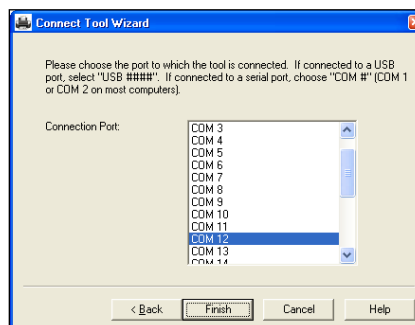 Connect Tool Wizard
Please choose the port to which the tool is connected. If connected to a USB
port, select "USB ####". If connected to a serial port, choose "COM #" (COM 1
or COM 2 on most computers).
Connection Port:
COM 3
COM 4
COM 5
COM 6
COM 7
COM 8
COM 9
COM 10
COM 11
COM 12
COM 13
COM 14
< Back
Finish
Cancel
Help